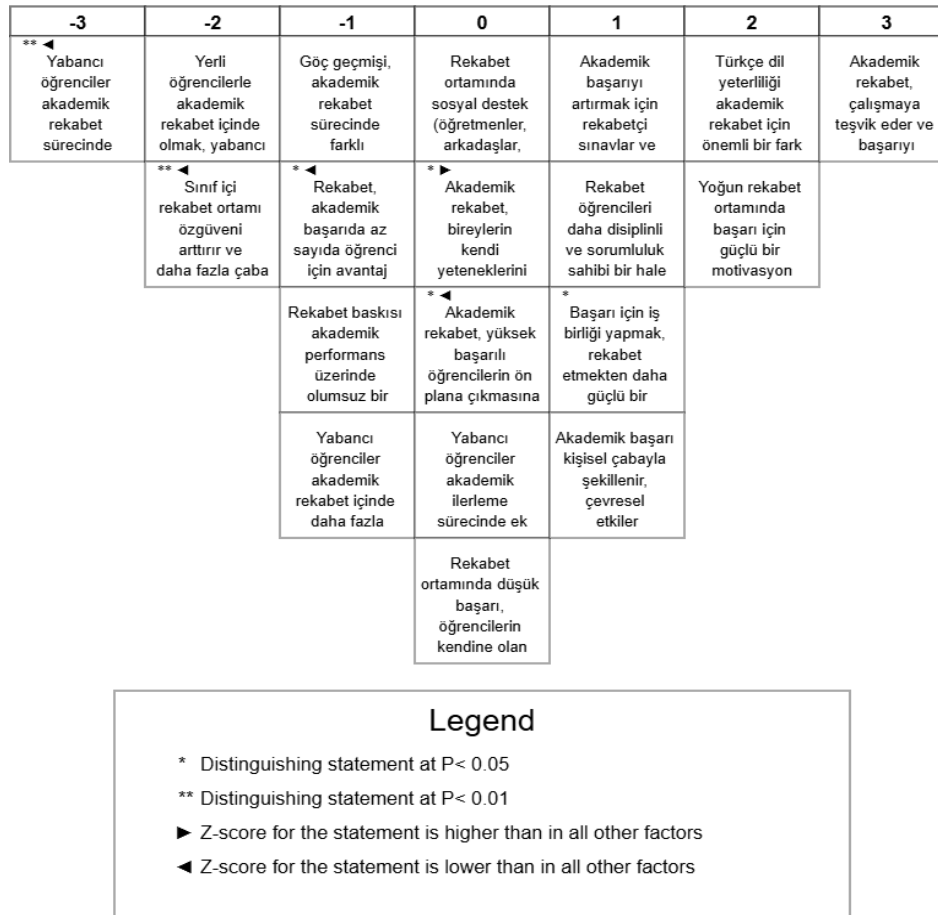 -3 -2 -1 0 1 2 3
** ◄
Yabancı
öğrenciler
akademik
rekabet
sürecinde
Yerli
öğrencilerle
akademik
rekabet içinde
olmak, yabancı
Göç geçmişi,
akademik
rekabet
sürecinde
farklı
Rekabet
ortamında
sosyal destek
(öğretmenler,
arkadaşlar,
Akademik
başarıyı
artırmak için
rekabetçi
sınavlar ve
Türkçe dil
yeterliliği
akademik
rekabet için
önemli bir fark
Akademik
rekabet,
çalışmaya
teşvik eder ve
başarıyı
** ◄
Sınıf içi
rekabet ortamı
özgüveni
arttırır ve
daha fazla çaba
* ◄
Rekabet,
akademik
başarıda az
sayıda öğrenci
için avantaj
* ►
Akademik
rekabet,
bireylerin
kendi
yeteneklerini
Rekabet
öğrencileri
daha disiplinli
ve sorumluluk
sahibi bir hale
Yoğun rekabet
ortamında
başarı için
güçlü bir
motivasyon
Rekabet baskısı
akademik
performans
üzerinde
olumsuz bir
* ◄
Akademik
rekabet, yüksek
başarılı
öğrencilerin ön
plana çıkmasına
*
Başarı için iş
birliği yapmak,
rekabet
etmekten daha
güçlü bir
Yabancı
öğrenciler
akademik
rekabet içinde
daha fazla
Yabancı
öğrenciler
akademik
ilerleme
sürecinde ek
Akademik başarı
kişisel çabayla
şekillenir,
çevresel
etkiler
Rekabet
ortamında düşük
başarı,
öğrencilerin
kendine olan
Legend
* Distinguishing statement at P< 0.05
** Distinguishing statement at P< 0.01
► Z-score for the statement is higher than in all other factors
◄ Z-score for the statement is lower than in all other factors